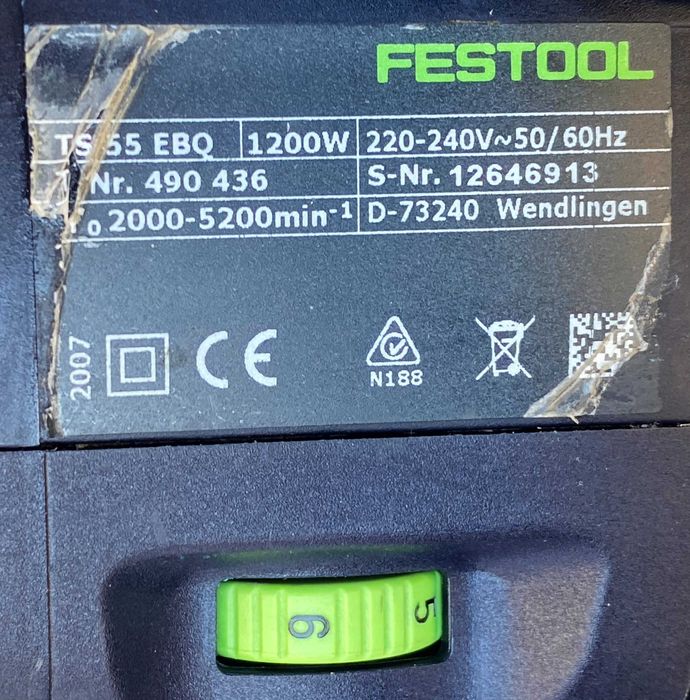 FESTOOL
TS 55 EBQ 1200W 220-240V~50/60Hz
Nr. 490 436 S-Nr. 12646913
2000-5200min-1 D-73240 Wendlingen
2007
CE
N188
6
5